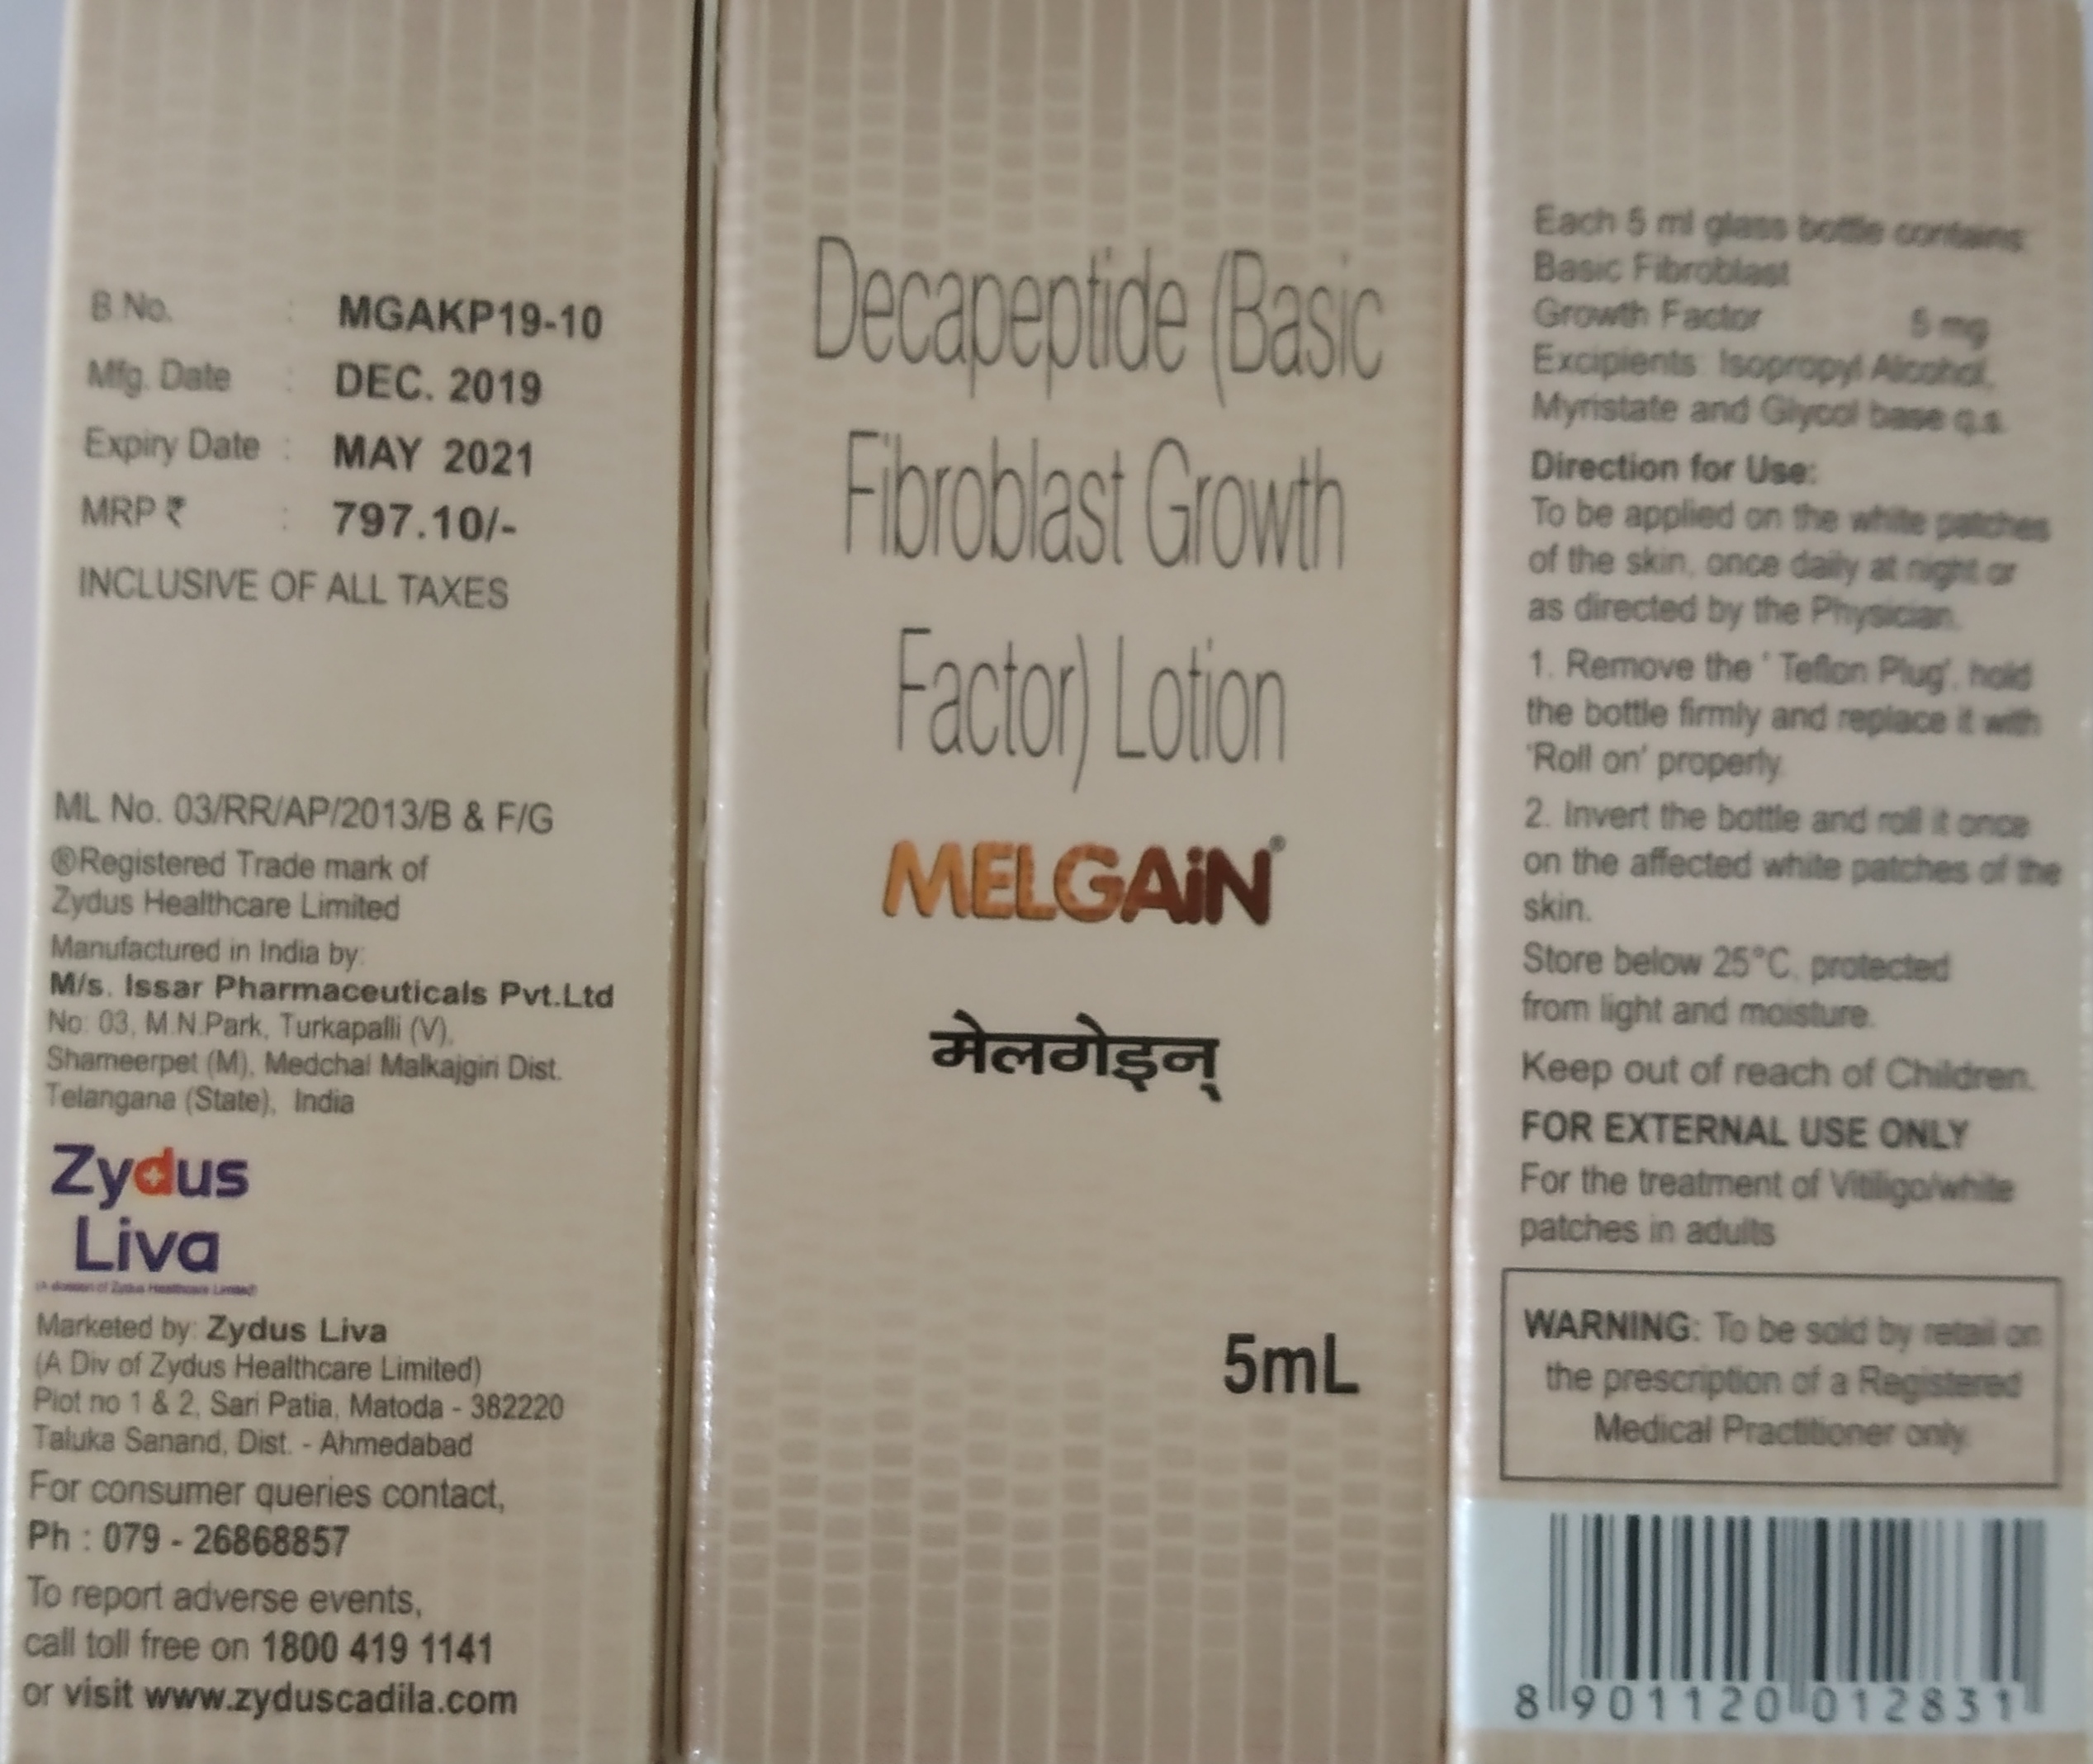 B.No. : MGAKP19-10
Mfg. Date : DEC. 2019
Expiry Date : MAY 2021
MRP ₹ : 797.10/-
INCLUSIVE OF ALL TAXES
ML No. 03/RR/AP/2013/B & F/G
®Registered Trade mark of
Zydus Healthcare Limited
Manufactured in India by:
M/s. Issar Pharmaceuticals Pvt.Ltd
No: 03, M.N.Park, Turkapalli (V),
Shameerpet (M), Medchal Malkajgiri Dist.
Telangana (State), India
Zydus
Liva
(A division of Zydus Healthcare Limited)
Marketed by: Zydus Liva
(A Div of Zydus Healthcare Limited)
Plot no 1 & 2, Sari Patia, Matoda - 382220
Taluka Sanand, Dist. - Ahmedabad
For consumer queries contact,
Ph : 079 - 26868857
To report adverse events,
call toll free on 1800 419 1141
or visit www.zyduscadila.com
Decapeptide (Basic
Fibroblast Growth
Factor) Lotion
MELGAiN®
मेलगेइन्
5mL
Each 5 ml glass bottle contains:
Basic Fibroblast
Growth Factor 5 mg
Excipients: Isopropyl Alcohol,
Myristate and Glycol base q.s.
Direction for Use:
To be applied on the white patches
of the skin, once daily at night or
as directed by the Physician.
1. Remove the ' Teflon Plug', hold
the bottle firmly and replace it with
'Roll on' properly.
2. Invert the bottle and roll it once
on the affected white patches of the
skin.
Store below 25°C, protected
from light and moisture.
Keep out of reach of Children.
FOR EXTERNAL USE ONLY
For the treatment of Vitiligo/white
patches in adults
WARNING: To be sold by retail on
the prescription of a Registered
Medical Practitioner only
8 901120 012831